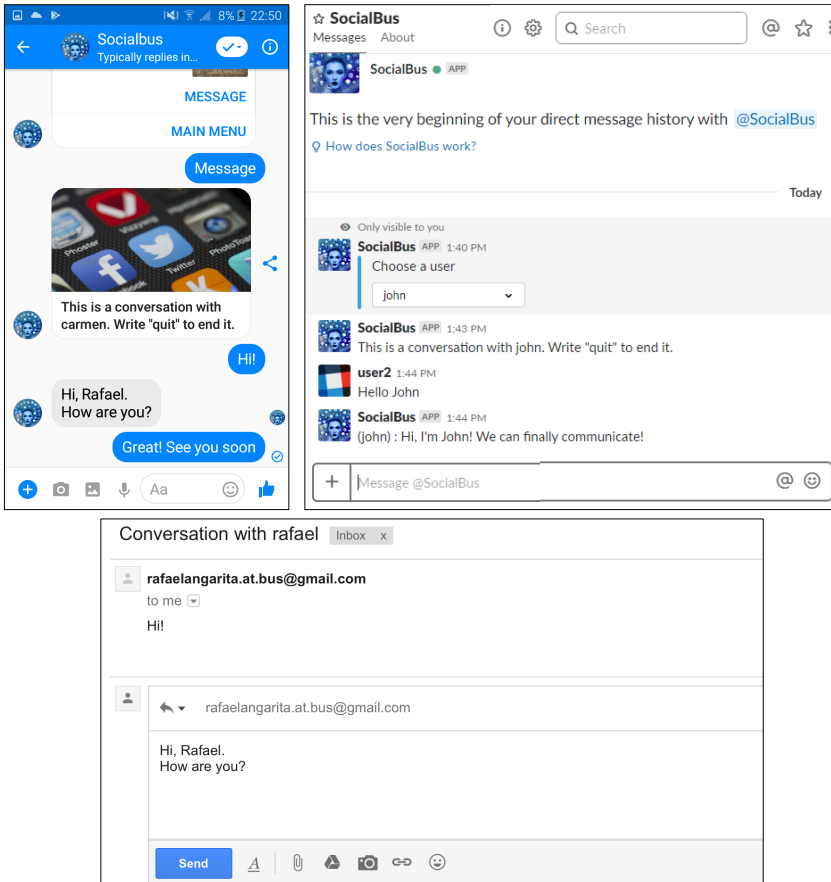 8% 22:50
Socialbus
Typically replies in...
MESSAGE
MAIN MENU
Message
Phoster
Viayang
Twitter
PhotoToas
This is a conversation with
carmen. Write "quit" to end it.
Hi!
Hi, Rafael.
How are you?
Great! See you soon
Aa
SocialBus
Messages About
Search
SocialBus APP
This is the very beginning of your direct message history with @SocialBus
How does SocialBus work?
Today
Only visible to you
SocialBus APP 1:40 PM
Choose a user
john
SocialBus APP 1:43 PM
This is a conversation with john. Write "quit" to end it.
user2 1:44 PM
Hello John
SocialBus APP 1:44 PM
(john) : Hi, I'm John! We can finally communicate!
Message @SocialBus
Conversation with rafael Inbox x
rafaelangarita.at.bus@gmail.com
to me
Hi!
rafaelangarita.at.bus@gmail.com
Hi, Rafael.
How are you?
Send A